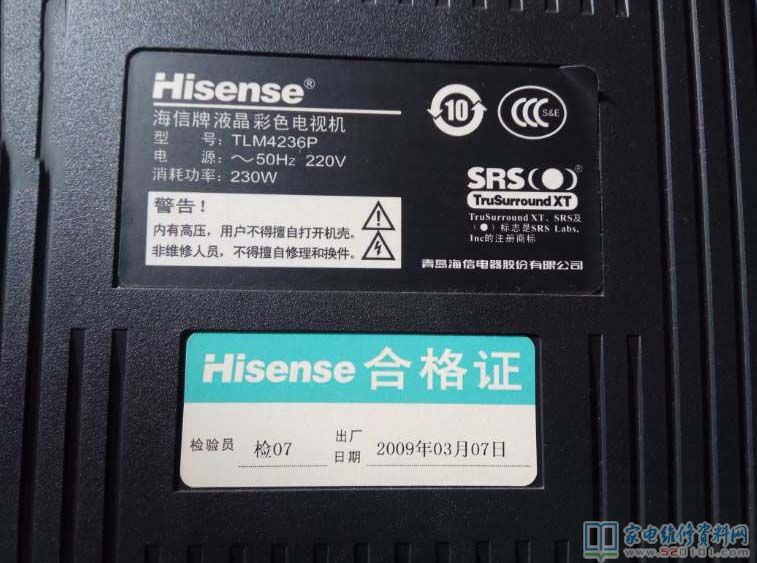 Hisense®
海信牌液晶彩色电视机
型 号: TLM4236P
电 源: ～50Hz 220V
消耗功率: 230W
警告！
内有高压，用户不得擅自打开机壳。
非维修人员，不得擅自修理和换件。
10
CCC S&E
SRS(●)®
TruSurround XT
TruSurround XT、SRS及
(●)标志是SRS Labs,
Inc的注册商标
青岛海信电器股份有限公司
Hisense 合格证
检验员 检07 出厂日期 2009年03月07日
家电维修资料网
www.520101.com